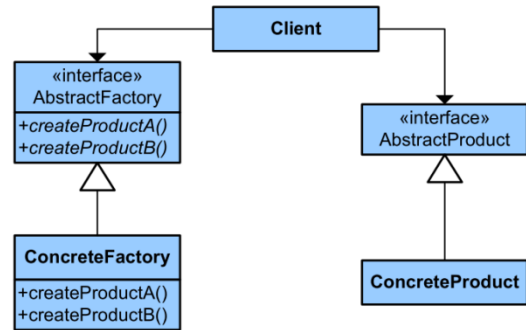 Client
«interface»
AbstractFactory
+createProductA()
+createProductB()
«interface»
AbstractProduct
ConcreteFactory
+createProductA()
+createProductB()
ConcreteProduct